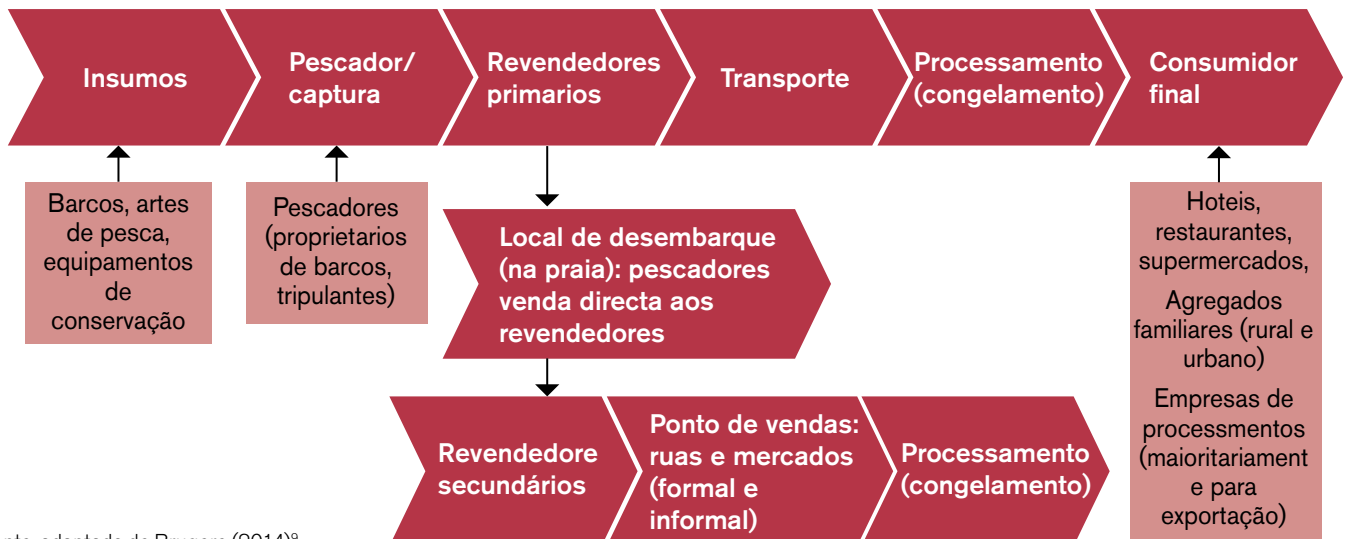 Insumos
Pescador/
captura
Revendedores
primarios
Transporte
Processamento
(congelamento)
Consumidor
final
Barcos, artes
de pesca,
equipamentos
de
conservação
Pescadores
(proprietarios
de barcos,
tripulantes)
Local de desembarque
(na praia): pescadores
venda directa aos
revendedores
Hoteis,
restaurantes,
supermercados,
Agregados
familiares (rural e
urbano)
Empresas de
processmentos
(maioritariament
e para
exportação)
Revendedore
secundários
Ponto de vendas:
ruas e mercados
(formal e
informal)
Processamento
(congelamento)